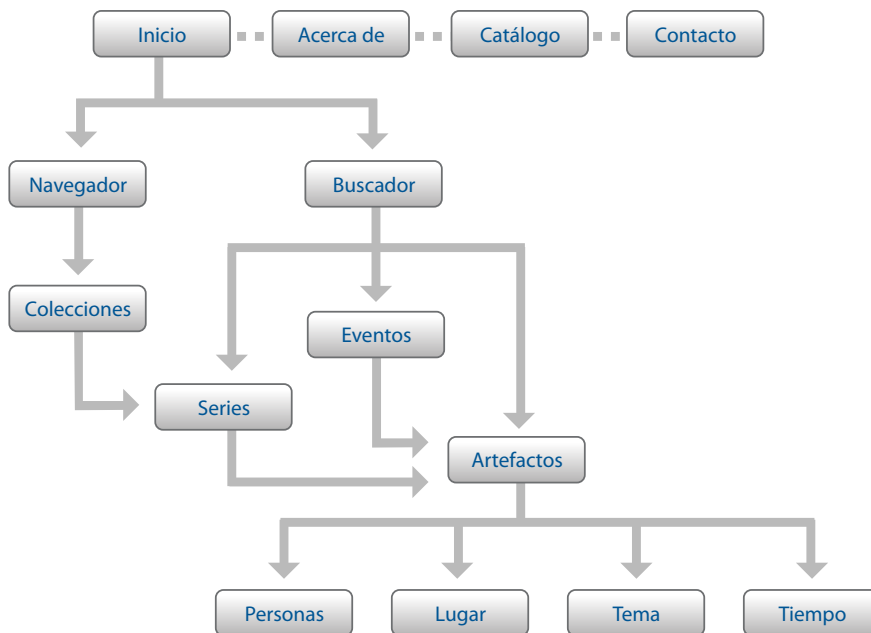 Inicio
Acerca de
Catálogo
Contacto
Navegador
Buscador
Colecciones
Eventos
Series
Artefactos
Personas
Lugar
Tema
Tiempo